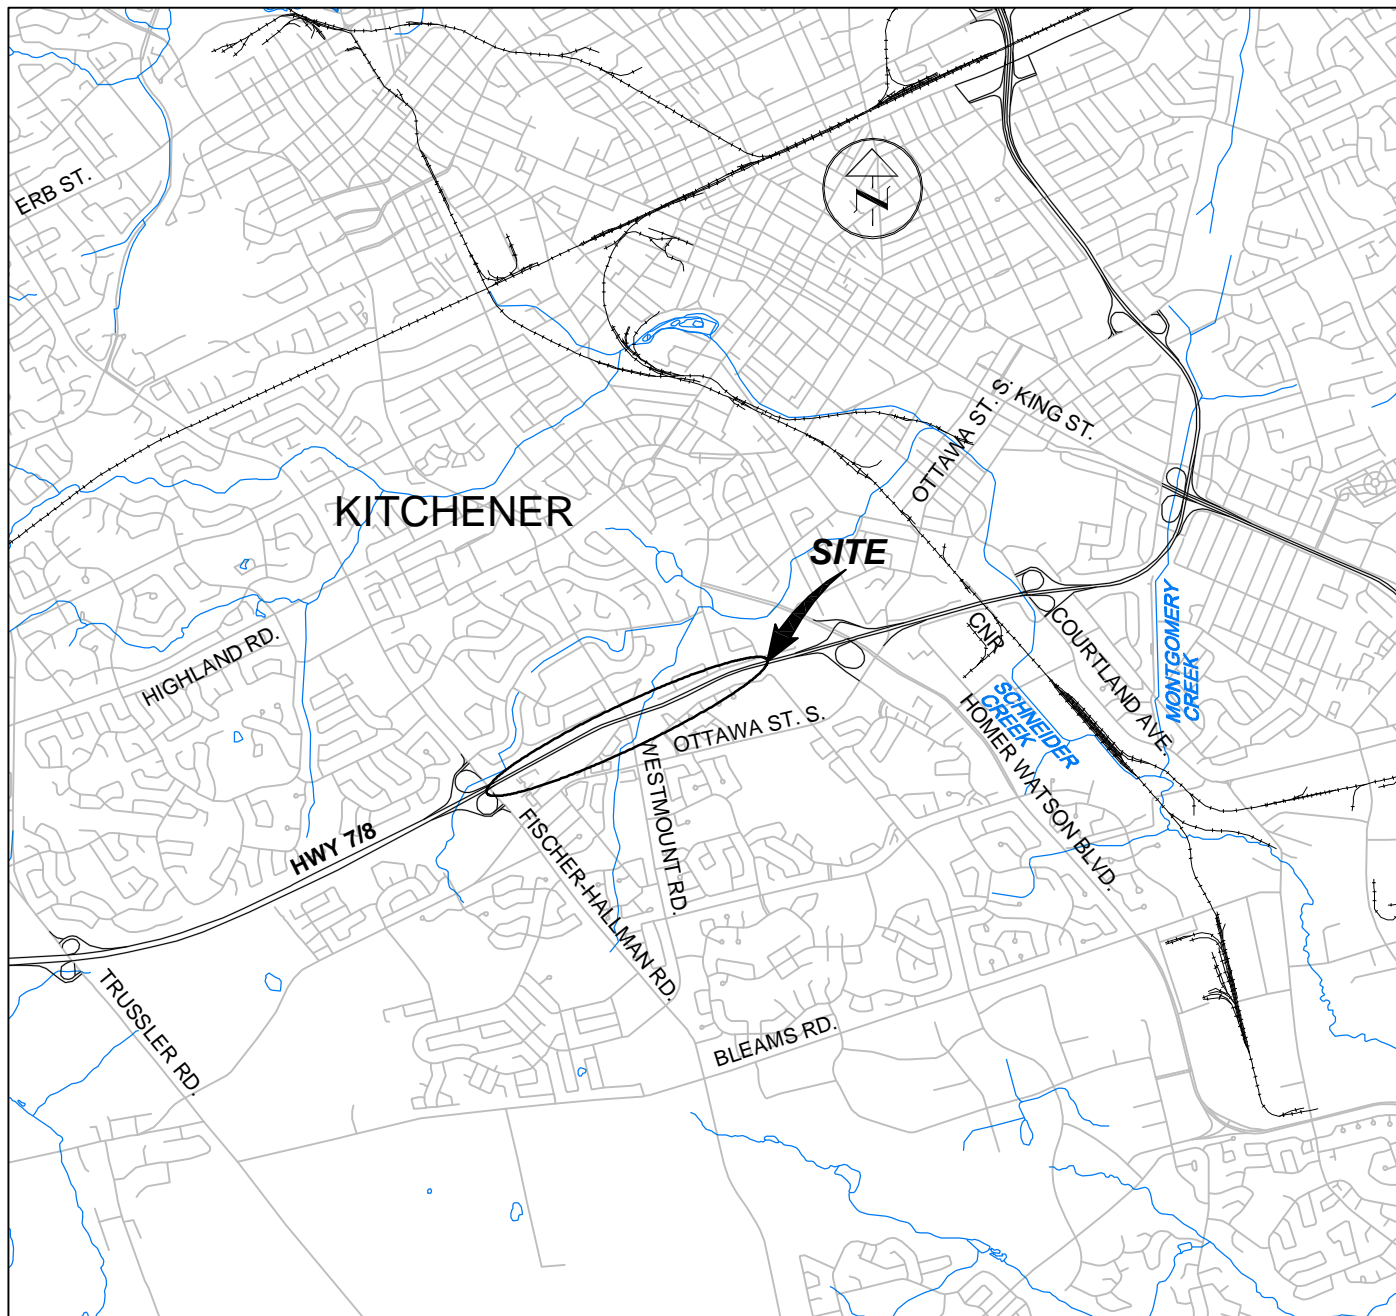 ERB ST.
N
OTTAWA ST. S.
KING ST.
KITCHENER
SITE
HIGHLAND RD.
CNR
COURTLAND AVE.
MONTGOMERY
CREEK
SCHNEIDER
CREEK
HOMER WATSON BLVD.
OTTAWA ST. S.
WESTMOUNT RD.
FISCHER-HALLMAN RD.
HWY 7/8
TRUSSLER RD.
BLEAMS RD.